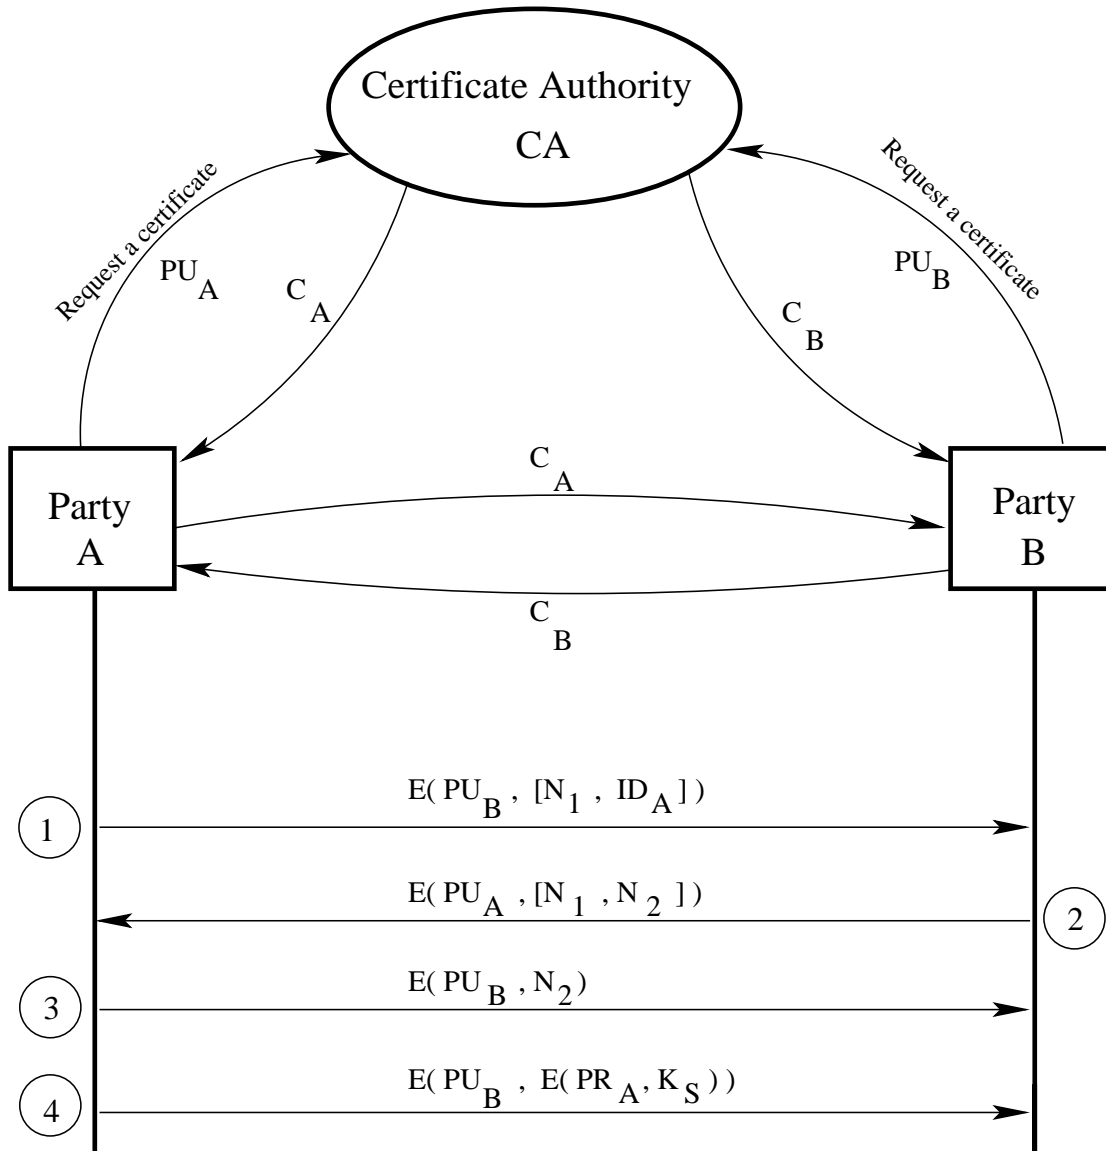 Certificate Authority
CA
Request a certificate
PU_A
C_A
C_B
PU_B
Request a certificate
Party
A
C_A
Party
B
C_B
E( PU_B , [N_1 , ID_A ] )
1
E( PU_A , [N_1 , N_2 ] )
2
E( PU_B , N_2 )
3
E( PU_B , E( PR_A , K_S ) )
4